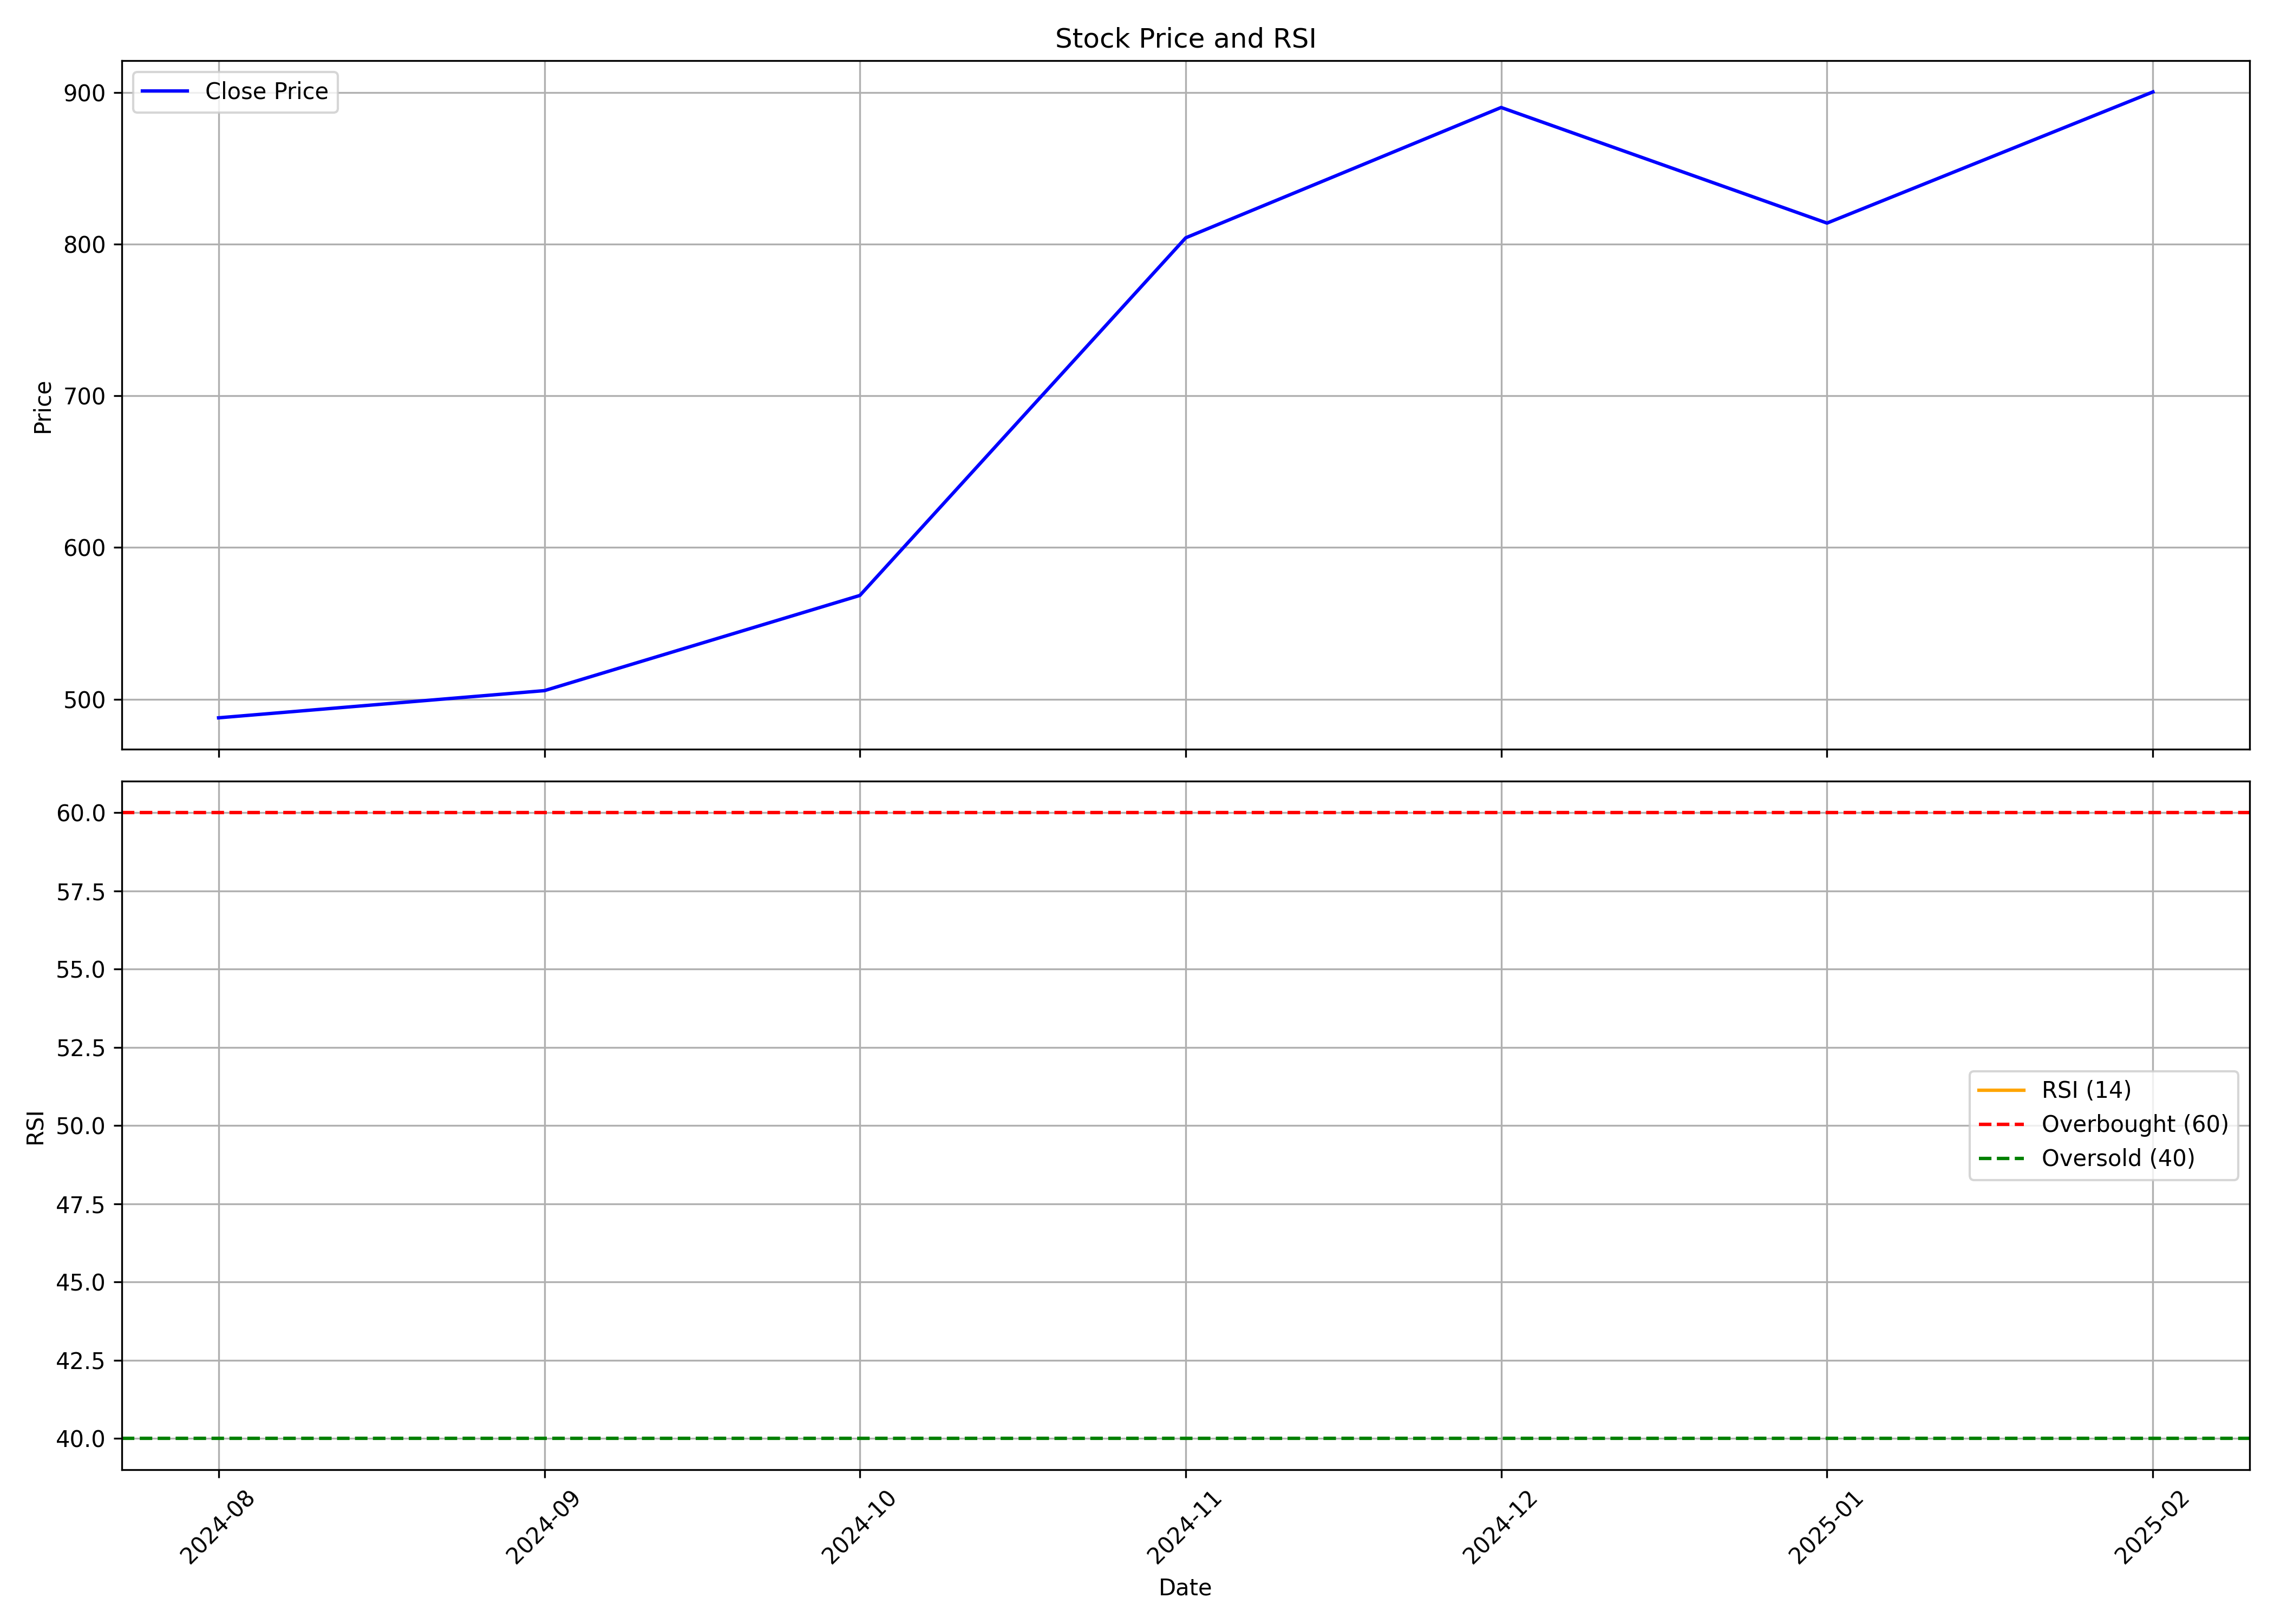 Stock Price and RSI
Close Price
900
800
700
600
500
Price
60.0
57.5
55.0
52.5
50.0
47.5
45.0
42.5
40.0
RSI
RSI (14)
Overbought (60)
Oversold (40)
2024-08
2024-09
2024-10
2024-11
2024-12
2025-01
2025-02
Date